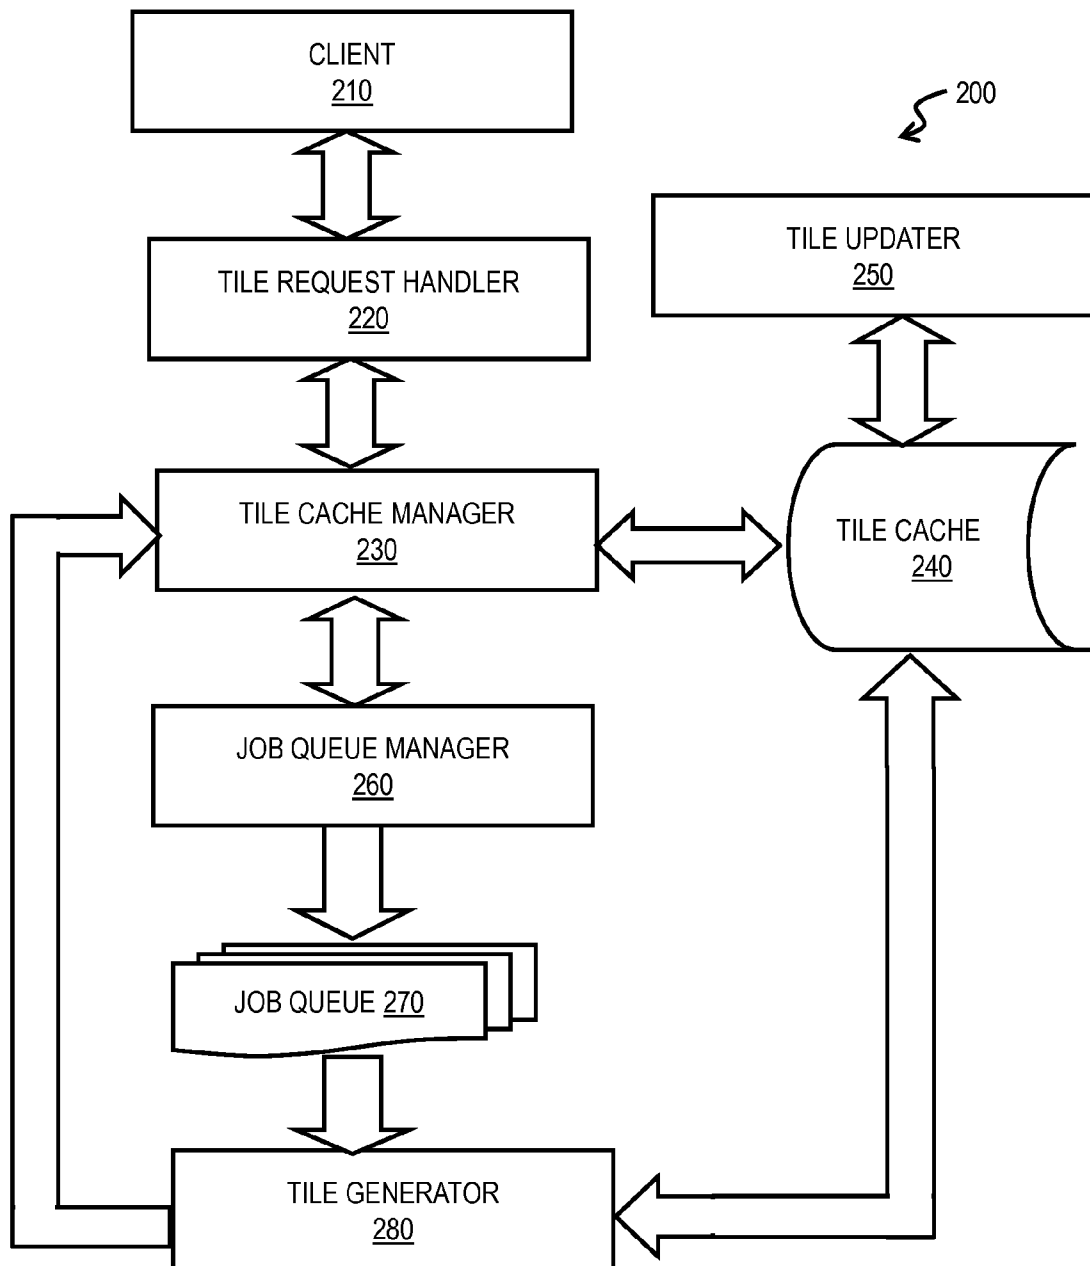 CLIENT
210
200
TILE UPDATER
250
TILE REQUEST HANDLER
220
TILE CACHE MANAGER
230
TILE CACHE
240
JOB QUEUE MANAGER
260
JOB QUEUE 270
TILE GENERATOR
280